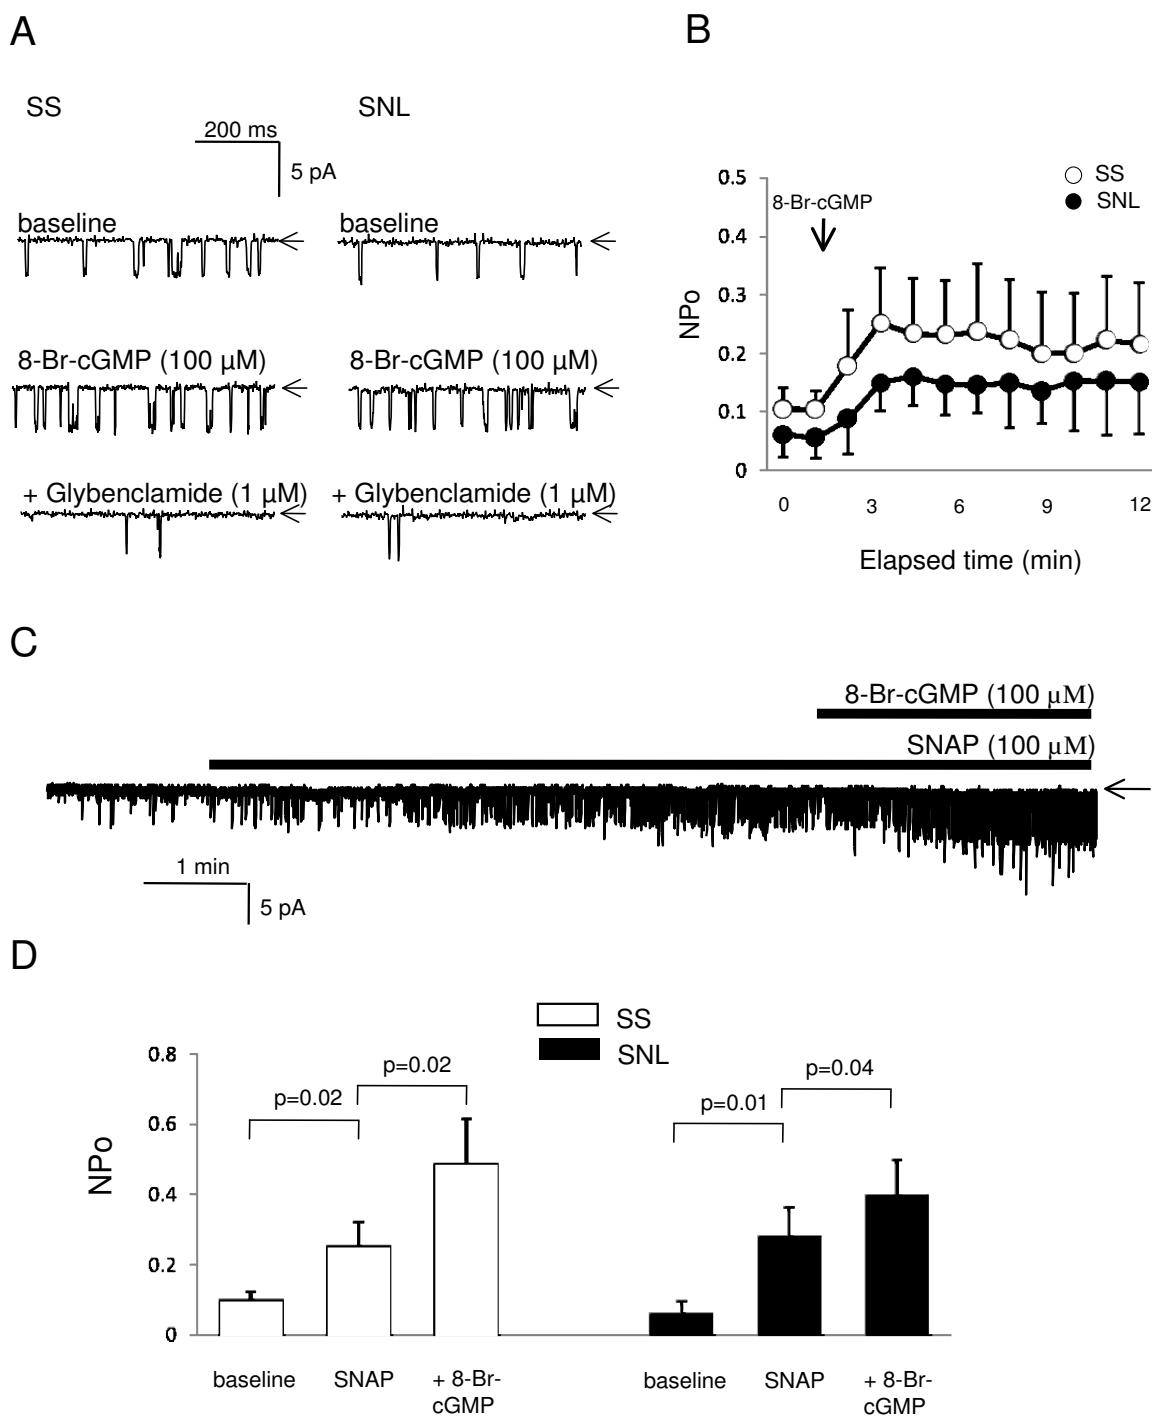 A
SS
SNL
200 ms
5 pA
baseline
baseline
8-Br-cGMP (100 µM)
8-Br-cGMP (100 µM)
+ Glybenclamide (1 µM)
+ Glybenclamide (1 µM)
B
SS
SNL
8-Br-cGMP
0.5
0.4
0.3
0.2
0.1
0
NPo
0
3
6
9
12
Elapsed time (min)
C
8-Br-cGMP (100 µM)
SNAP (100 µM)
1 min
5 pA
D
SS
SNL
0.8
0.6
0.4
0.2
0
NPo
p=0.02
p=0.02
p=0.01
p=0.04
baseline
SNAP
+ 8-Br-
cGMP
baseline
SNAP
+ 8-Br-
cGMP